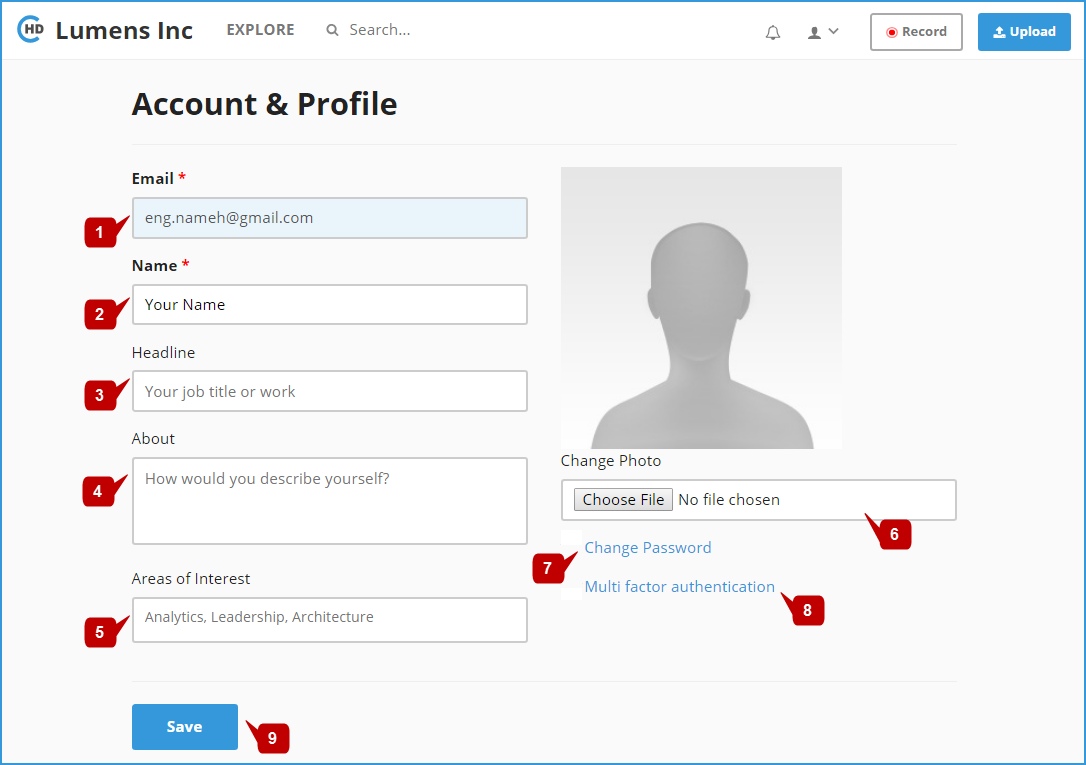 HD Lumens Inc EXPLORE Search... Record Upload
Account & Profile
Email *
1 eng.nameh@gmail.com
Name *
2 Your Name
Headline
3 Your job title or work
About
4 How would you describe yourself?
Areas of Interest
5 Analytics, Leadership, Architecture
Change Photo
Choose File No file chosen
6
7 Change Password
Multi factor authentication
8
Save
9